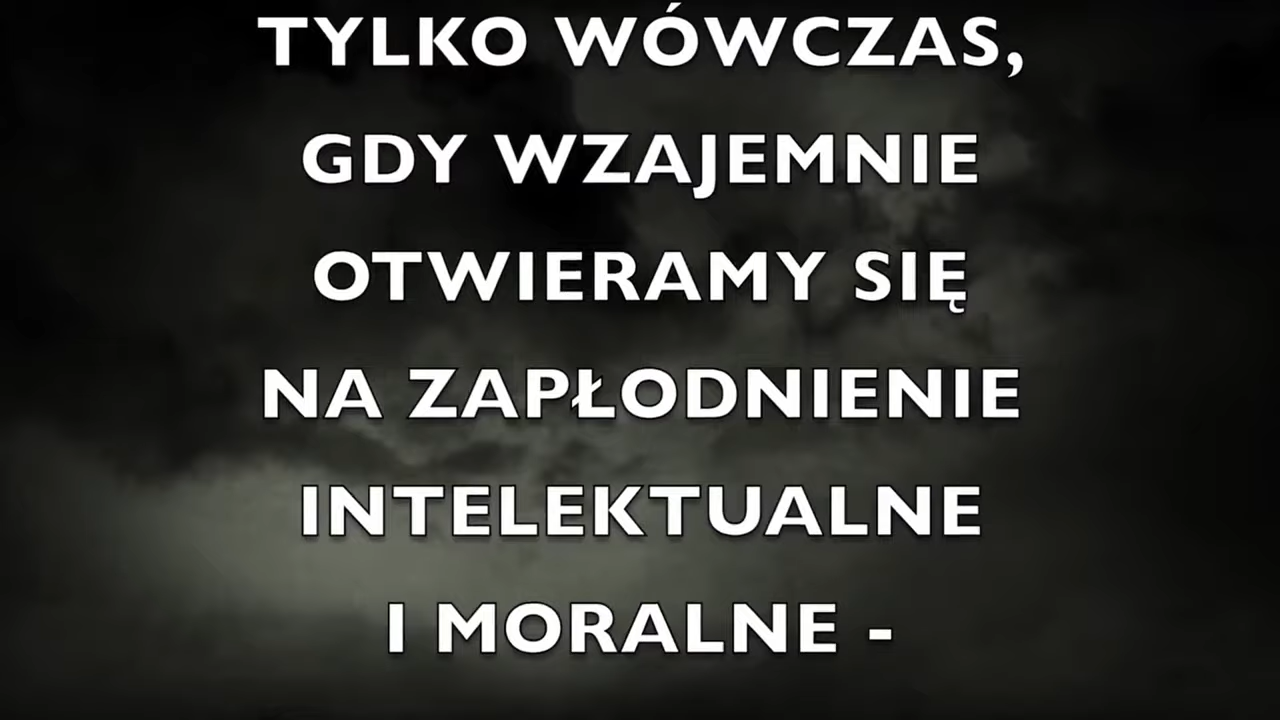 TYLKO WÓWCZAS,
GDY WZAJEMNIE
OTWIERAMY SIĘ
NA ZAPŁODNIENIE
INTELEKTUALNE
I MORALNE -